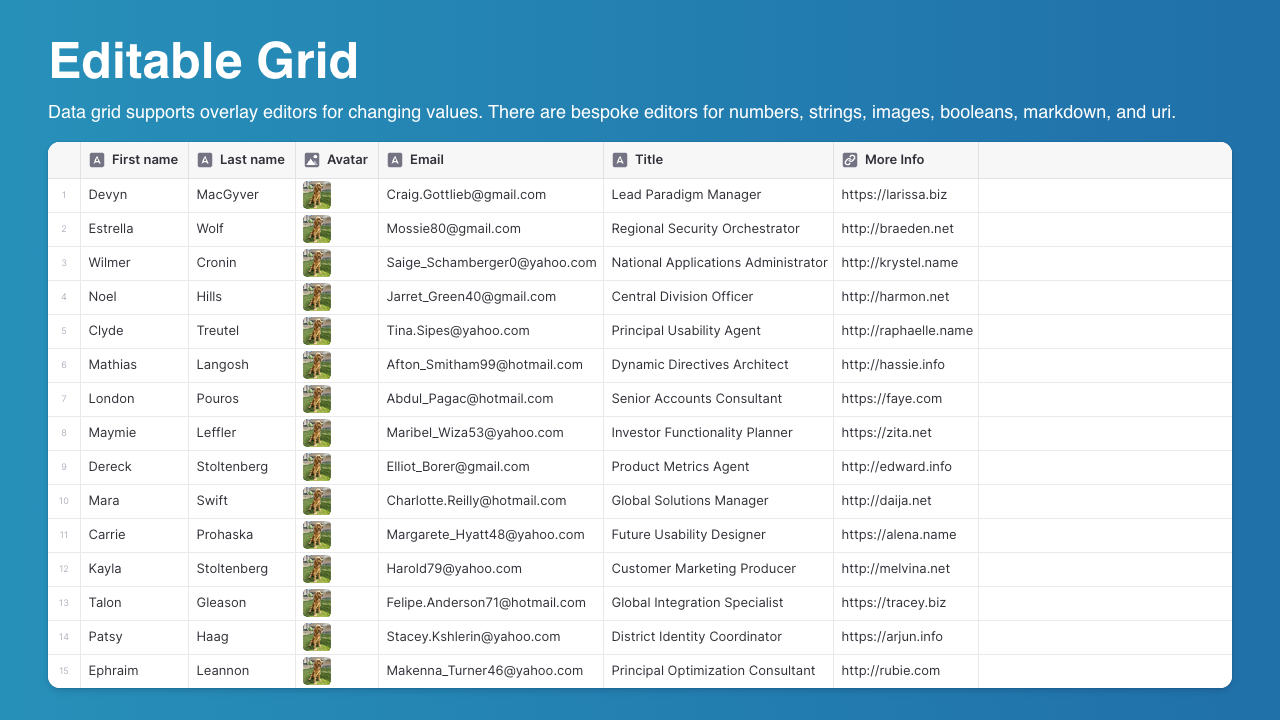 Editable Grid
Data grid supports overlay editors for changing values. There are bespoke editors for numbers, strings, images, booleans, markdown, and uri.
First name Last name Avatar Email Title More Info
1 Devyn MacGyver Craig.Gottlieb@gmail.com Lead Paradigm Manager https://larissa.biz
2 Estrella Wolf Mossie80@gmail.com Regional Security Orchestrator http://braeden.net
3 Wilmer Cronin Saige_Schamberger0@yahoo.com National Applications Administrator http://krystel.name
4 Noel Hills Jarret_Green40@gmail.com Central Division Officer http://harmon.net
5 Clyde Treutel Tina.Sipes@yahoo.com Principal Usability Agent http://raphaelle.name
6 Mathias Langosh Afton_Smitham99@hotmail.com Dynamic Directives Architect http://hassie.info
7 London Pouros Abdul_Pagac@hotmail.com Senior Accounts Consultant https://faye.com
8 Maymie Leffler Maribel_Wiza53@yahoo.com Investor Functionality Planner https://zita.net
9 Dereck Stoltenberg Elliot_Borer@gmail.com Product Metrics Agent http://edward.info
10 Mara Swift Charlotte.Reilly@hotmail.com Global Solutions Manager http://daija.net
11 Carrie Prohaska Margarete_Hyatt48@yahoo.com Future Usability Designer https://alena.name
12 Kayla Stoltenberg Harold79@yahoo.com Customer Marketing Producer http://melvina.net
13 Talon Gleason Felipe.Anderson71@hotmail.com Global Integration Specialist https://tracey.biz
14 Patsy Haag Stacey.Kshlerin@yahoo.com District Identity Coordinator https://arjun.info
15 Ephraim Leannon Makenna_Turner46@yahoo.com Principal Optimization Consultant http://rubie.com